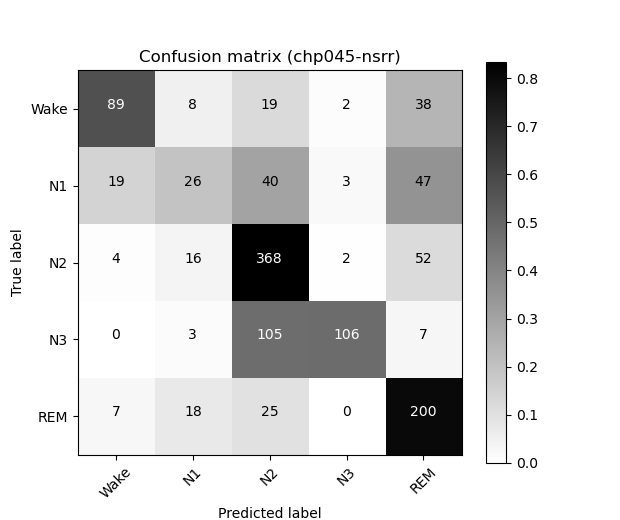 Confusion matrix (chp045-nsrr)
True label
Wake 89 8 19 2 38
N1 19 26 40 3 47
N2 4 16 368 2 52
N3 0 3 105 106 7
REM 7 18 25 0 200
Wake N1 N2 N3 REM
Predicted label
0.8
0.7
0.6
0.5
0.4
0.3
0.2
0.1
0.0